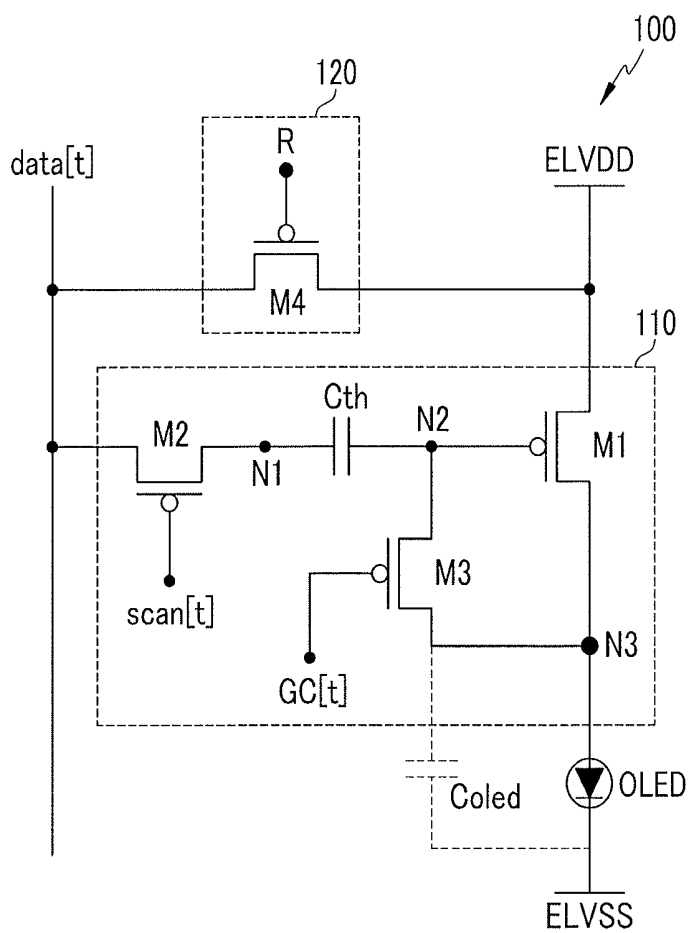 100
120
data[t]
R
ELVDD
M4
110
Cth
M2
N2
N1
M1
M3
scan[t]
N3
GC[t]
Coled
OLED
ELVSS